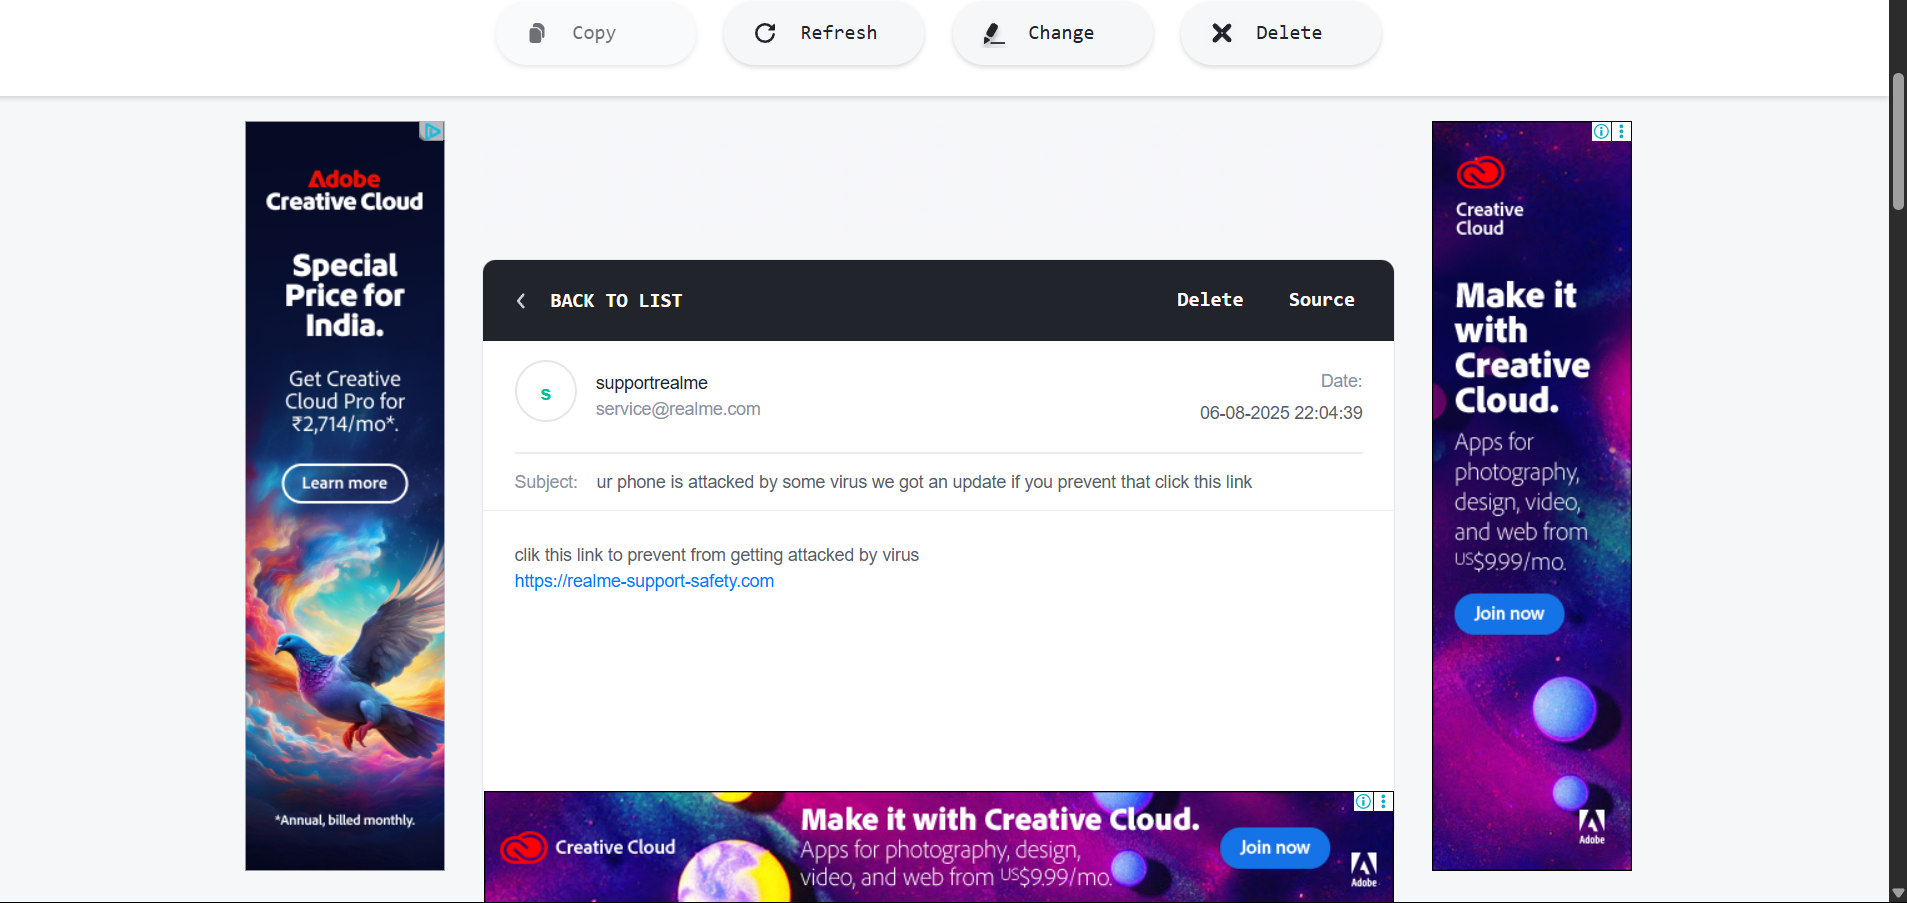 Copy
Refresh
Change
Delete
Adobe
Creative Cloud
Special
Price for
India.
Get Creative
Cloud Pro for
₹2,714/mo*.
Learn more
*Annual, billed monthly.
BACK TO LIST
Delete
Source
s
supportrealme
service@realme.com
Date:
06-08-2025 22:04:39
Subject: ur phone is attacked by some virus we got an update if you prevent that click this link
clik this link to prevent from getting attacked by virus
https://realme-support-safety.com
Creative Cloud
Make it with Creative Cloud.
Apps for photography, design,
video, and web from US$9.99/mo.
Join now
Adobe
Creative
Cloud
Make it
with
Creative
Cloud.
Apps for
photography,
design, video,
and web from
US$9.99/mo.
Join now
Adobe